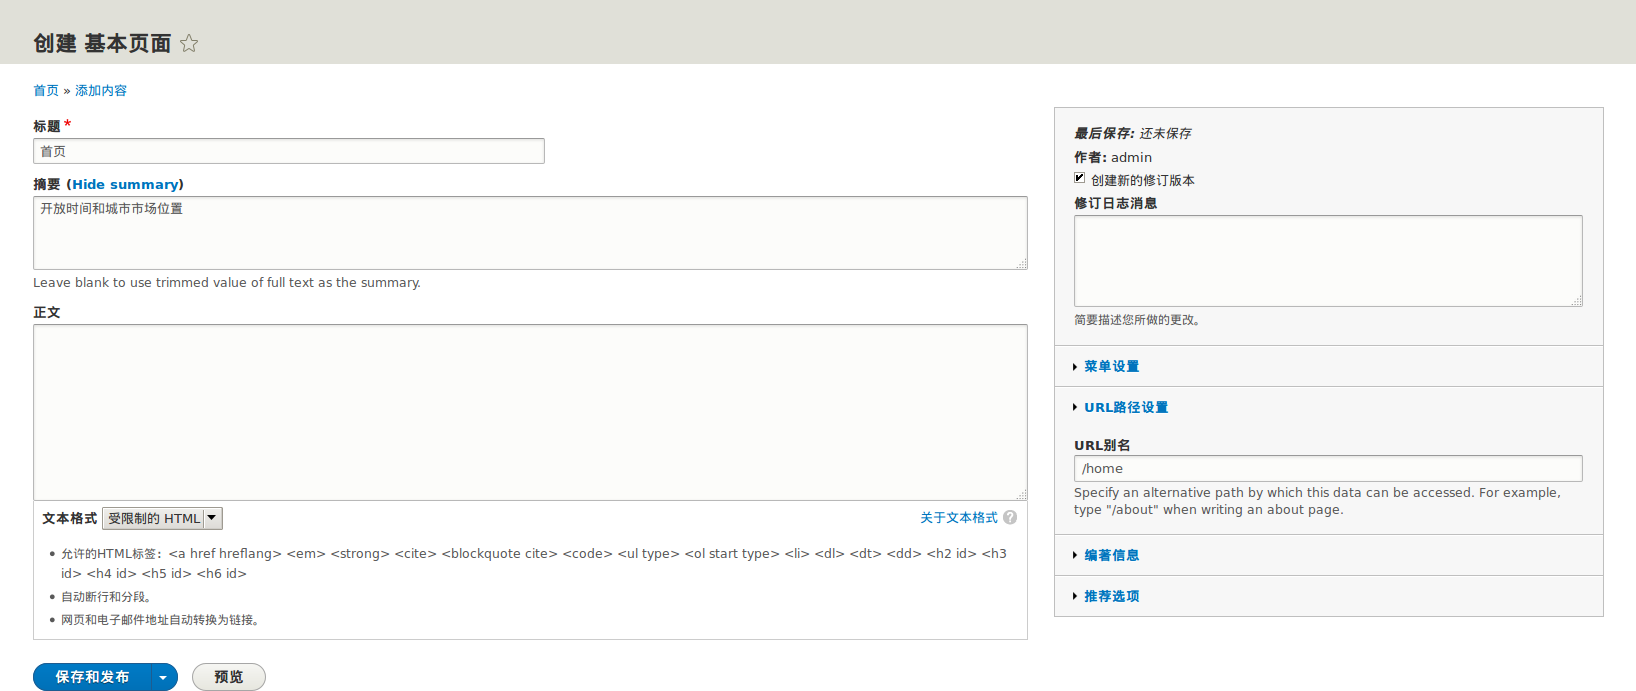 创建 基本页面
首页 » 添加内容
标题 *
首页
摘要 (Hide summary)
开放时间和城市市场位置
Leave blank to use trimmed value of full text as the summary.
正文
文本格式 受限制的 HTML
关于文本格式 ?
• 允许的HTML标签：<a href hreflang> <em> <strong> <cite> <blockquote cite> <code> <ul type> <ol start type> <li> <dl> <dt> <dd> <h2 id> <h3
id> <h4 id> <h5 id> <h6 id>
• 自动断行和分段。
• 网页和电子邮件地址自动转换为链接。
保存和发布
预览
最后保存: 还未保存
作者: admin
创建新的修订版本
修订日志消息
简要描述您所做的更改。
菜单设置
URL路径设置
URL别名
/home
Specify an alternative path by which this data can be accessed. For example,
type "/about" when writing an about page.
编著信息
推荐选项